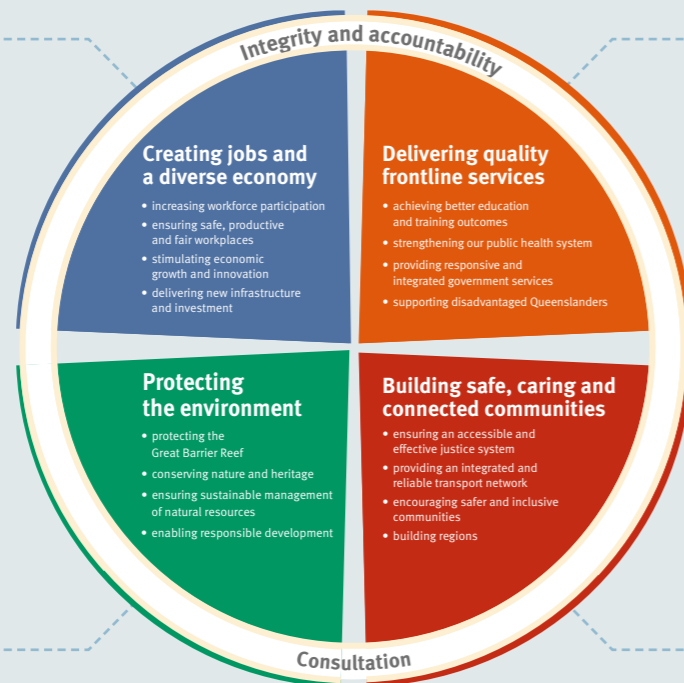 Integrity and accountability
Creating jobs and
a diverse economy
• increasing workforce participation
• ensuring safe, productive
and fair workplaces
• stimulating economic
growth and innovation
• delivering new infrastructure
and investment
Delivering quality
frontline services
• achieving better education
and training outcomes
• strengthening our public health system
• providing responsive and
integrated government services
• supporting disadvantaged Queenslanders
Protecting
the environment
• protecting the
Great Barrier Reef
• conserving nature and heritage
• ensuring sustainable management
of natural resources
• enabling responsible development
Building safe, caring and
connected communities
• ensuring an accessible and
effective justice system
• providing an integrated and
reliable transport network
• encouraging safer and inclusive
communities
• building regions
Consultation